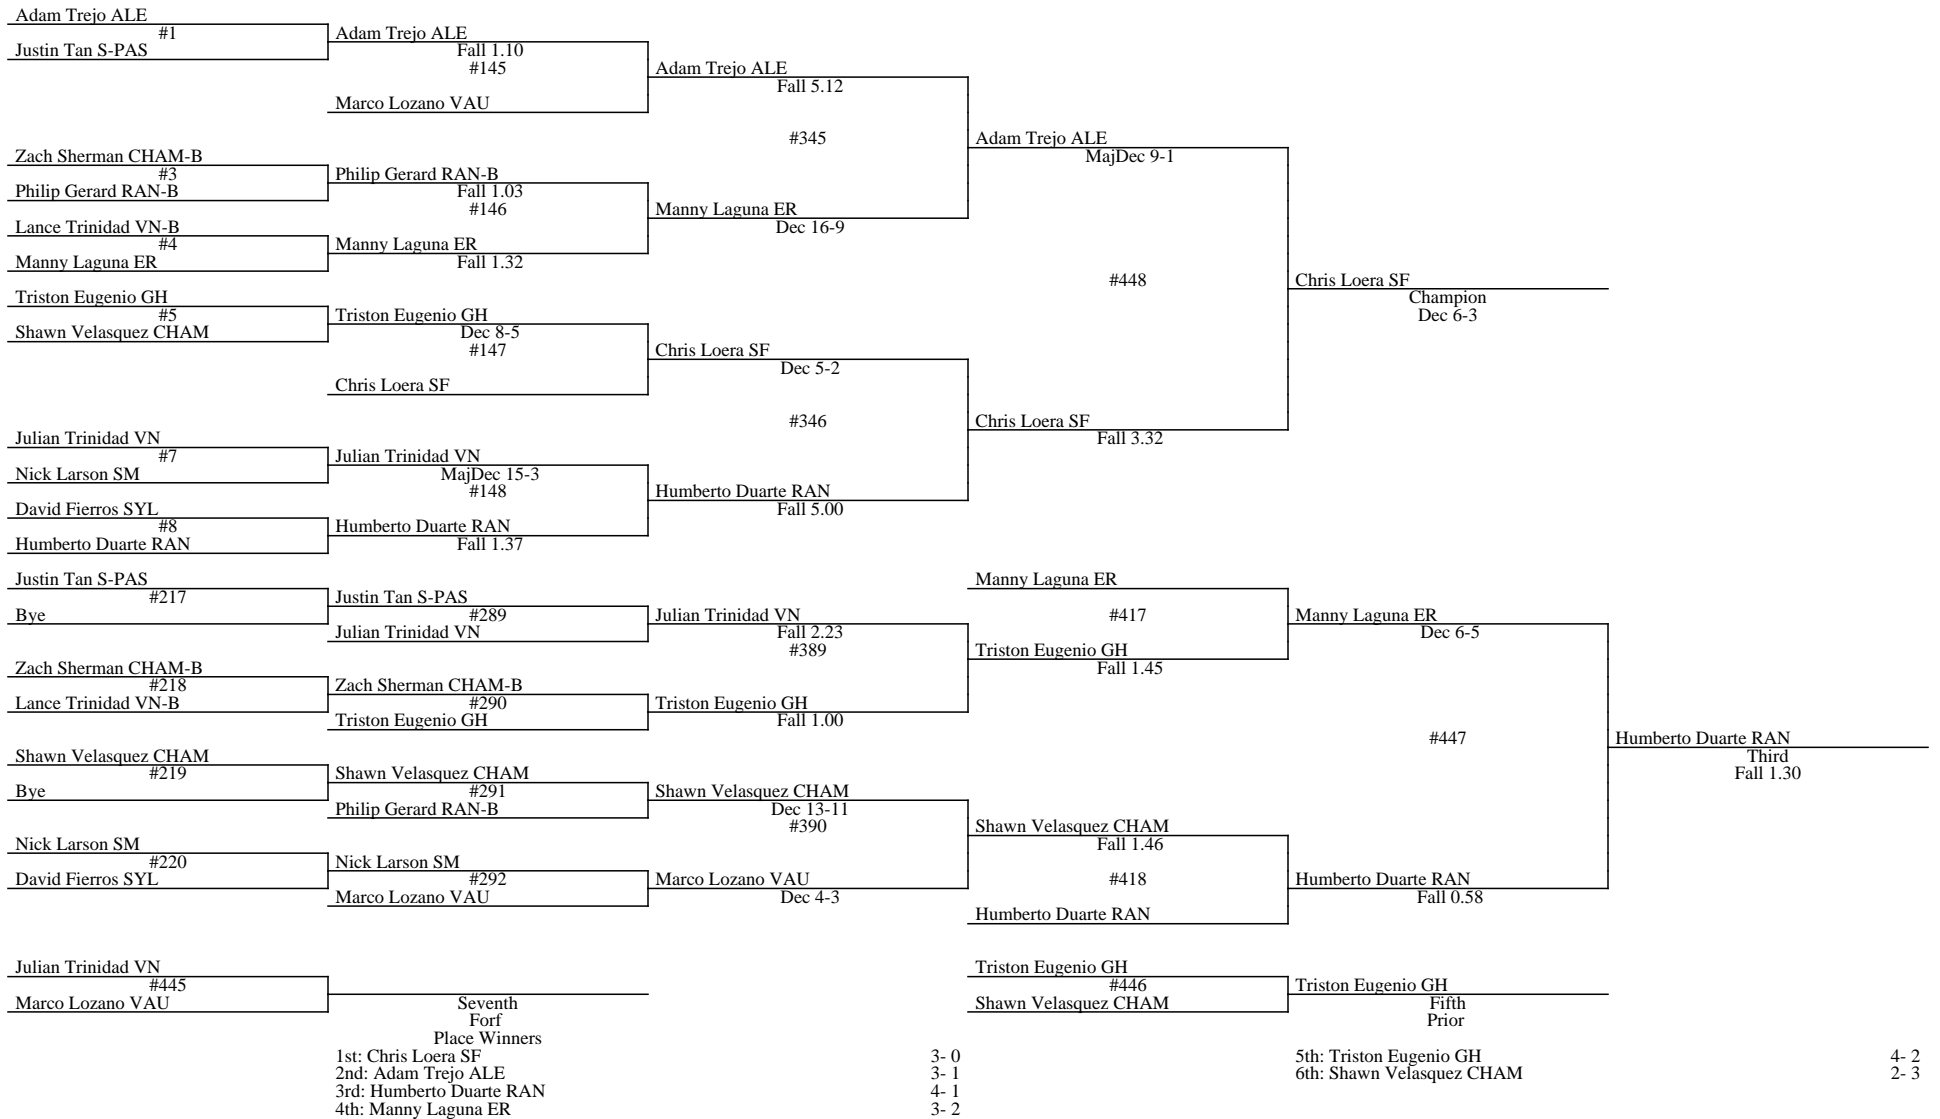 Adam Trejo ALE
#1
Justin Tan S-PAS
Adam Trejo ALE
Fall 1.10
#145
Marco Lozano VAU
Adam Trejo ALE
Fall 5.12
#345
Zach Sherman CHAM-B
#3
Philip Gerard RAN-B
Philip Gerard RAN-B
Fall 1.03
#146
Lance Trinidad VN-B
#4
Manny Laguna ER
Manny Laguna ER
Fall 1.32
Manny Laguna ER
Dec 16-9
Adam Trejo ALE
MajDec 9-1
#448
Triston Eugenio GH
#5
Shawn Velasquez CHAM
Triston Eugenio GH
Dec 8-5
#147
Chris Loera SF
Chris Loera SF
Dec 5-2
#346
Julian Trinidad VN
#7
Nick Larson SM
Julian Trinidad VN
MajDec 15-3
#148
David Fierros SYL
#8
Humberto Duarte RAN
Humberto Duarte RAN
Fall 1.37
Humberto Duarte RAN
Fall 5.00
Chris Loera SF
Fall 3.32
Chris Loera SF
Champion
Dec 6-3
Justin Tan S-PAS
#217
Bye
Justin Tan S-PAS
#289
Julian Trinidad VN
Julian Trinidad VN
Fall 2.23
#389
Zach Sherman CHAM-B
#218
Lance Trinidad VN-B
Zach Sherman CHAM-B
#290
Triston Eugenio GH
Triston Eugenio GH
Fall 1.00
Manny Laguna ER
#417
Triston Eugenio GH
Fall 1.45
Manny Laguna ER
Dec 6-5
#447
Shawn Velasquez CHAM
#219
Bye
Shawn Velasquez CHAM
#291
Philip Gerard RAN-B
Shawn Velasquez CHAM
Dec 13-11
#390
Nick Larson SM
#220
David Fierros SYL
Nick Larson SM
#292
Marco Lozano VAU
Marco Lozano VAU
Dec 4-3
Shawn Velasquez CHAM
Fall 1.46
#418
Humberto Duarte RAN
Humberto Duarte RAN
Fall 0.58
Humberto Duarte RAN
Third
Fall 1.30
Julian Trinidad VN
#445
Marco Lozano VAU
Seventh
Forf
Triston Eugenio GH
#446
Shawn Velasquez CHAM
Triston Eugenio GH
Fifth
Prior
Place Winners
1st: Chris Loera SF 3- 0
2nd: Adam Trejo ALE 3- 1
3rd: Humberto Duarte RAN 4- 1
4th: Manny Laguna ER 3- 2
5th: Triston Eugenio GH 4- 2
6th: Shawn Velasquez CHAM 2- 3